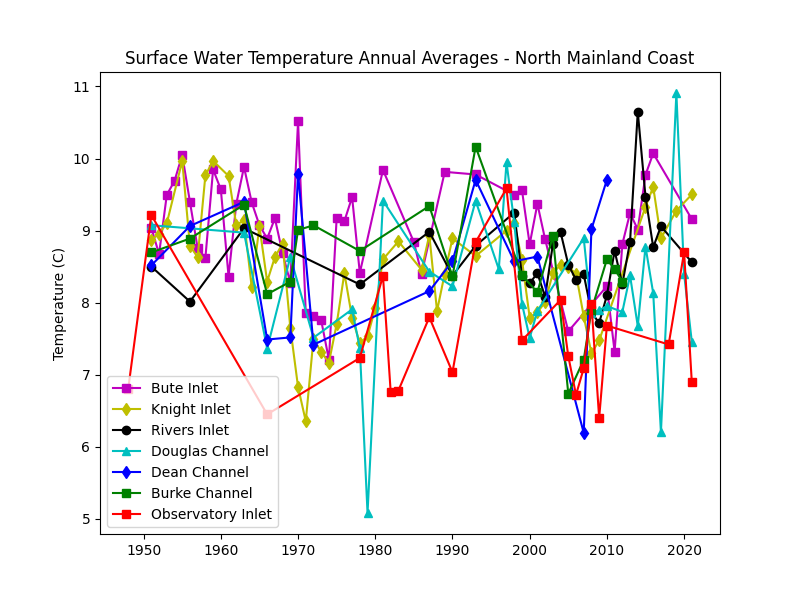 Surface Water Temperature Annual Averages - North Mainland Coast
11
10
9
8
7
6
5
Temperature (C)
Bute Inlet
Knight Inlet
Rivers Inlet
Douglas Channel
Dean Channel
Burke Channel
Observatory Inlet
1950 1960 1970 1980 1990 2000 2010 2020